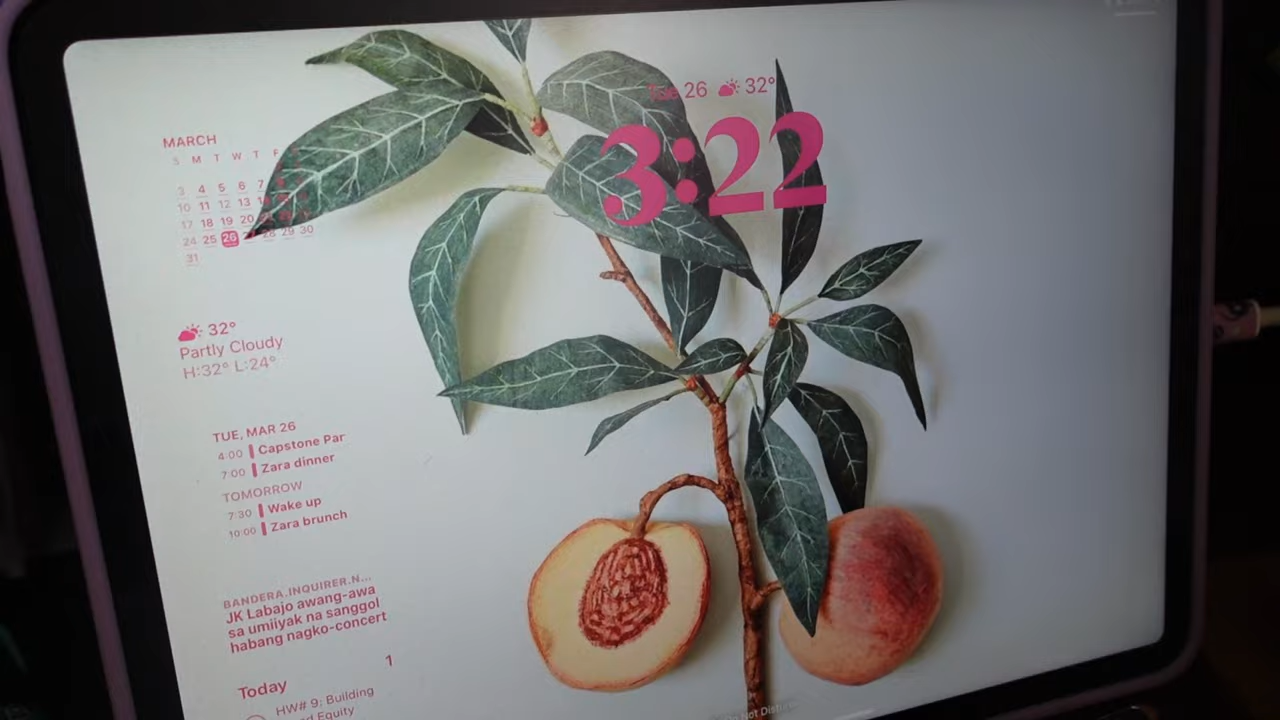 Tue 26 32°
3:22
MARCH
S M T W T F
3 4 5 6 7
10 11 12 13
17 18 19 20
24 25 26 28 29 30
31
32°
Partly Cloudy
H:32° L:24°
TUE, MAR 26
4:00 Capstone Par
7:00 Zara dinner
TOMORROW
7:30 Wake up
10:00 Zara brunch
BANDERA.INQUIRER.N...
JK Labajo awang-awa
sa umiiyak na sanggol
habang nagko-concert
Today 1
HW# 9; Building
Equity
Not Disturb